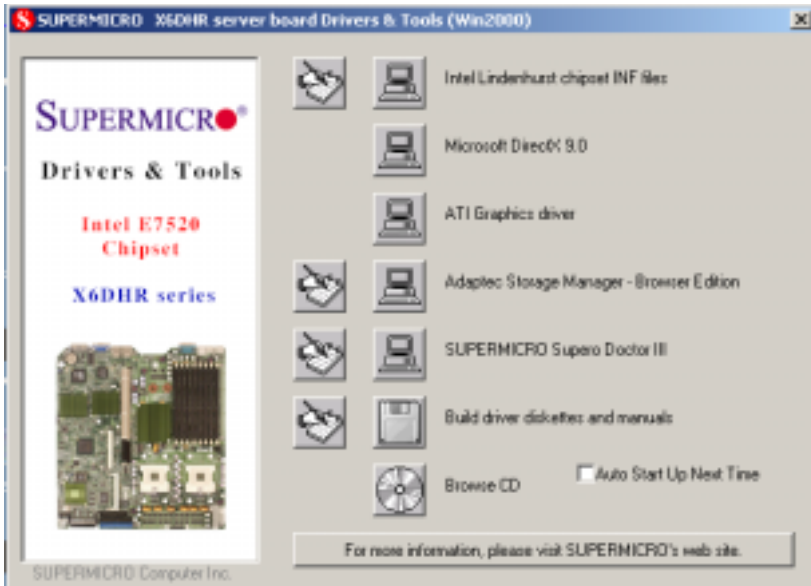 SUPERMICRO X6DHR server board Drivers & Tools (Win2000)
SUPERMICRO®
Drivers & Tools
Intel E7520
Chipset
X6DHR series
Intel Lindenhurst chipset INF files
Microsoft DirectX 9.0
ATI Graphics driver
Adaptec Storage Manager - Browser Edition
SUPERMICRO Supero Doctor III
Build driver diskettes and manuals
Browse CD
Auto Start Up Next Time
For more information, please visit SUPERMICRO's web site.
SUPERMICRO Computer Inc.